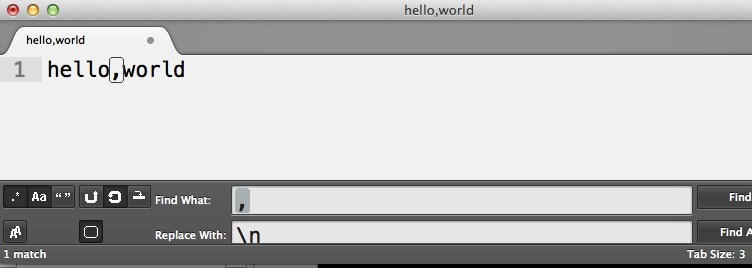 hello,world
hello,world
1 hello,world
.* Aa “” Find What: , Find
AA Replace With: \n Find A
1 match Tab Size: 3